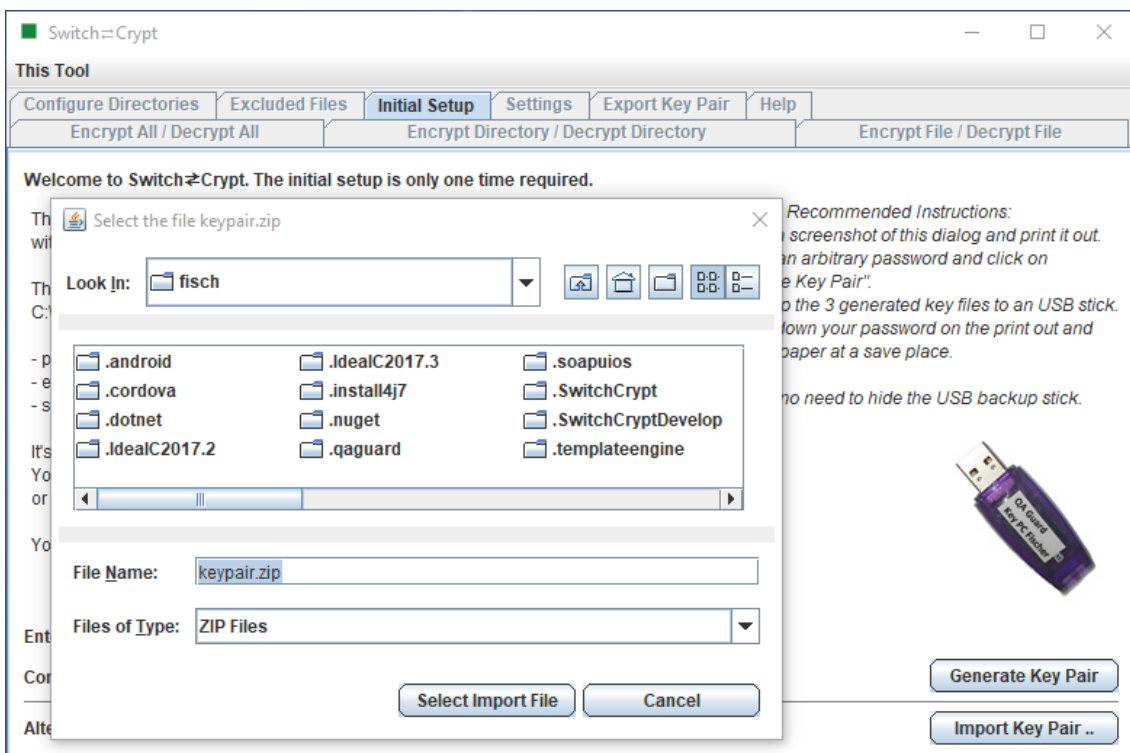 Switch⇄Crypt
This Tool
Configure Directories Excluded Files Initial Setup Settings Export Key Pair Help
Encrypt All / Decrypt All Encrypt Directory / Decrypt Directory Encrypt File / Decrypt File
Welcome to Switch⇄Crypt. The initial setup is only one time required.
Select the file keypair.zip
Look In: fisch
.android .IdeaIC2017.3 .soapuios
.cordova .install4j7 .SwitchCrypt
.dotnet .nuget .SwitchCryptDevelop
.IdeaIC2017.2 .qaguard .templateengine
File Name: keypair.zip
Files of Type: ZIP Files
Select Import File Cancel
Recommended Instructions:
screenshot of this dialog and print it out.
an arbitrary password and click on
Key Pair".
the 3 generated key files to an USB stick.
down your password on the print out and
paper at a save place.
no need to hide the USB backup stick.
QA Guard
Key PC Fischer
It's
or
Generate Key Pair
Import Key Pair ..